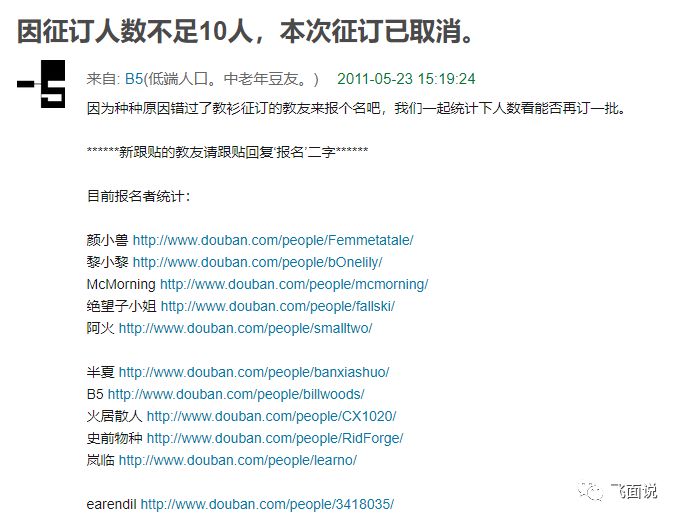 因征订人数不足10人，本次征订已取消。
来自: B5(低端人口。中老年豆友。) 2011-05-23 15:19:24
因为种种原因错过了教衫征订的教友来报个名吧，我们一起统计下人数看能否再订一批。
******新跟贴的教友请跟贴回复‘报名’二字******
目前报名者统计：
颜小兽 http://www.douban.com/people/Femmetatale/
黎小黎 http://www.douban.com/people/bOnelily/
McMorning http://www.douban.com/people/mcmorning/
绝望子小姐 http://www.douban.com/people/fallski/
阿火 http://www.douban.com/people/smalltwo/
半夏 http://www.douban.com/people/banxiashuo/
B5 http://www.douban.com/people/billwoods/
火居散人 http://www.douban.com/people/CX1020/
史前物种 http://www.douban.com/people/RidForge/
岚临 http://www.douban.com/people/learno/
earendil http://www.douban.com/people/3418035/
飞面说